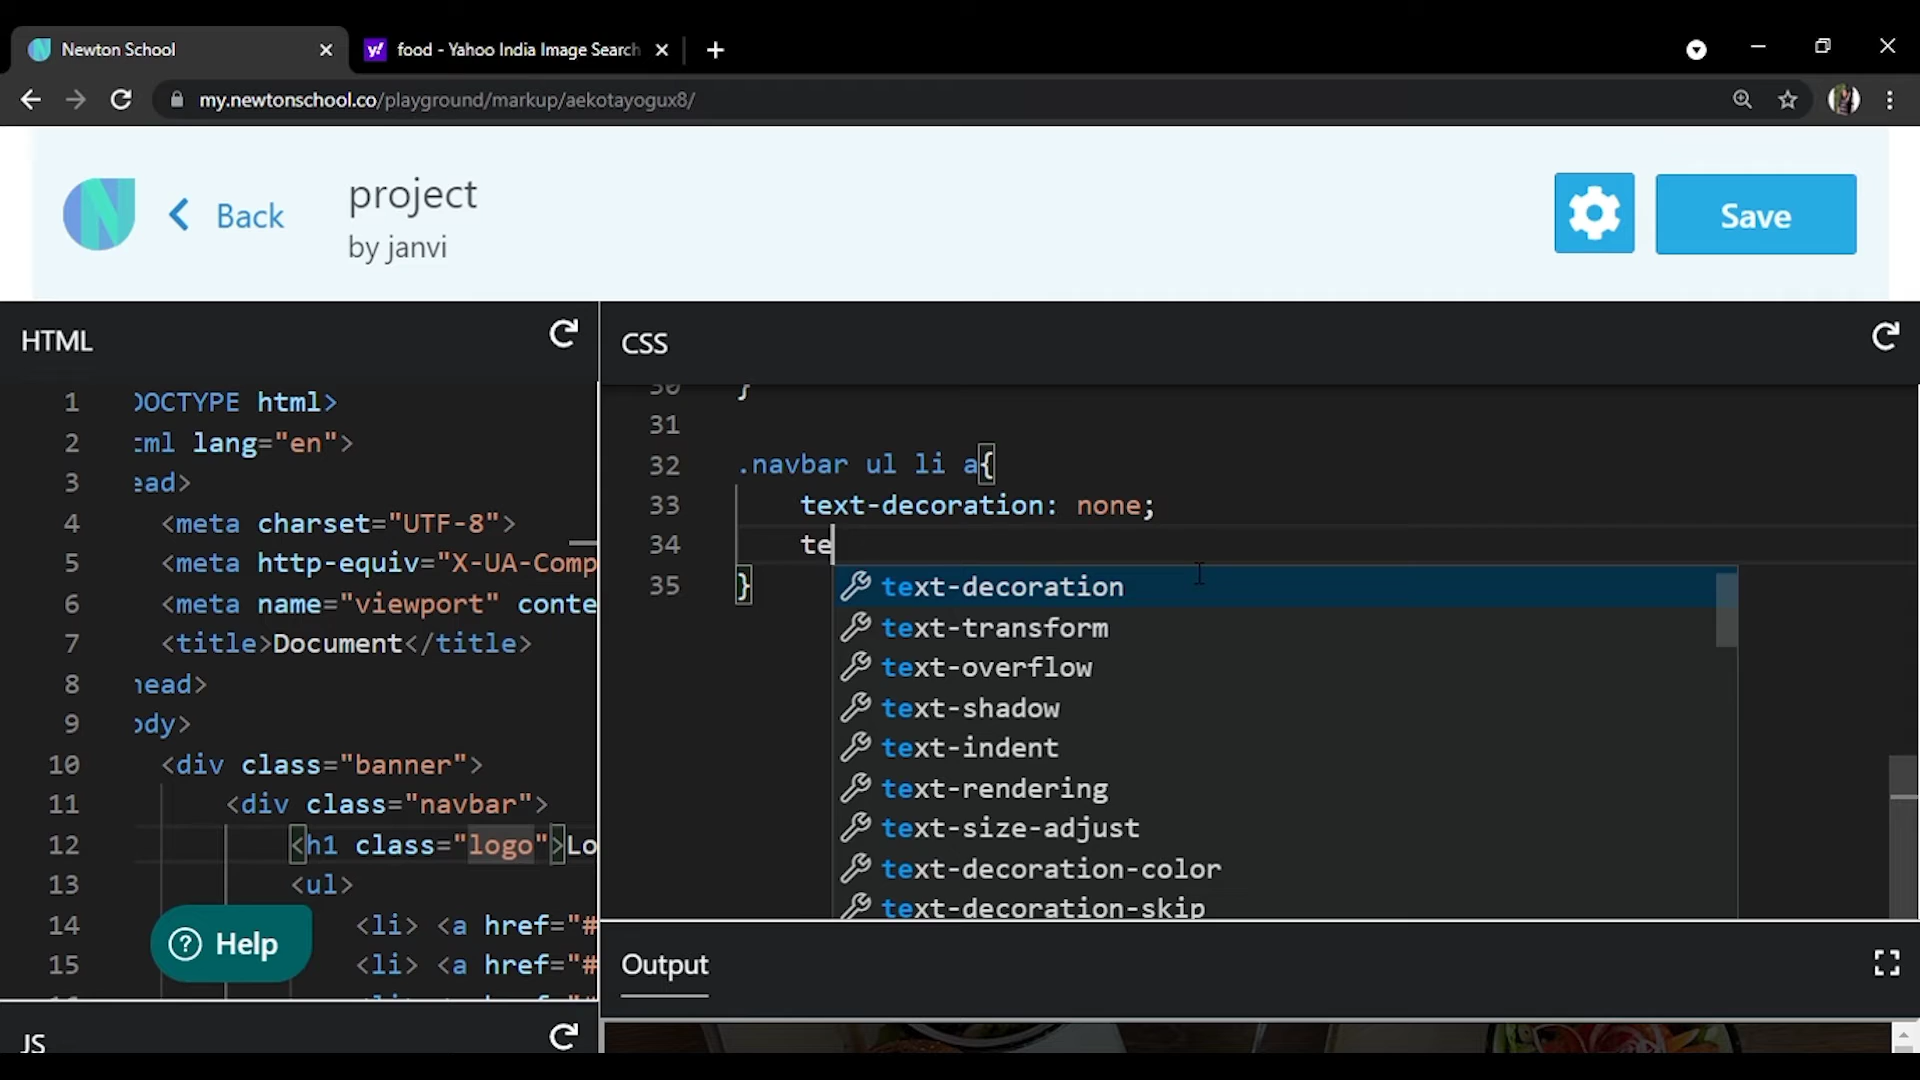 Newton School
food - Yahoo India Image Search
my.newtonschool.co/playground/markup/aekotayogux8/
Back
project
by janvi
Save
HTML
1 DOCTYPE html>
2 tml lang="en">
3 ead>
4 <meta charset="UTF-8">
5 <meta http-equiv="X-UA-Comp
6 <meta name="viewport" conte
7 <title>Document</title>
8 head>
9 ody>
10 <div class="banner">
11 <div class="navbar">
12 <h1 class="logo">Lo
13 <ul>
14 <li> <a href="#
15 <li> <a href="#
Help
JS
CSS
30 }
31
32 .navbar ul li a{
33 text-decoration: none;
34 te
35 }
text-decoration
text-transform
text-overflow
text-shadow
text-indent
text-rendering
text-size-adjust
text-decoration-color
text-decoration-skip
Output